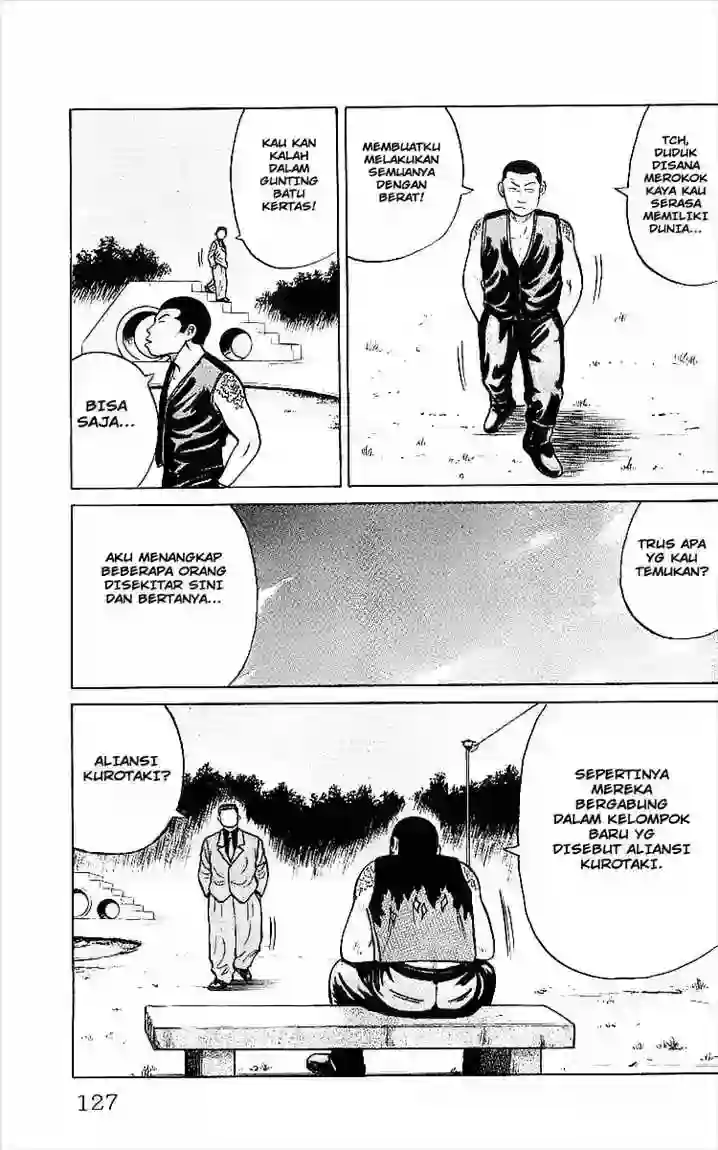 TCH,
DUDUK
DISANA
MEROKOK
KAYA KAU
SERASA
MEMILIKI
DUNIA...
MEMBUATKU
MELAKUKAN
SEMUANYA
DENGAN
BERAT!
KAU KAN
KALAH
DALAM
GUNTING
BATU
KERTAS!
BISA
SAJA...
TRUS APA
YG KAU
TEMUKAN?
AKU MENANGKAP
BEBERAPA ORANG
DISEKITAR SINI
DAN BERTANYA...
SEPERTINYA
MEREKA
BERGABUNG
DALAM KELOMPOK
BARU YG
DISEBUT ALIANSI
KUROTAKI.
ALIANSI
KUROTAKI?
127